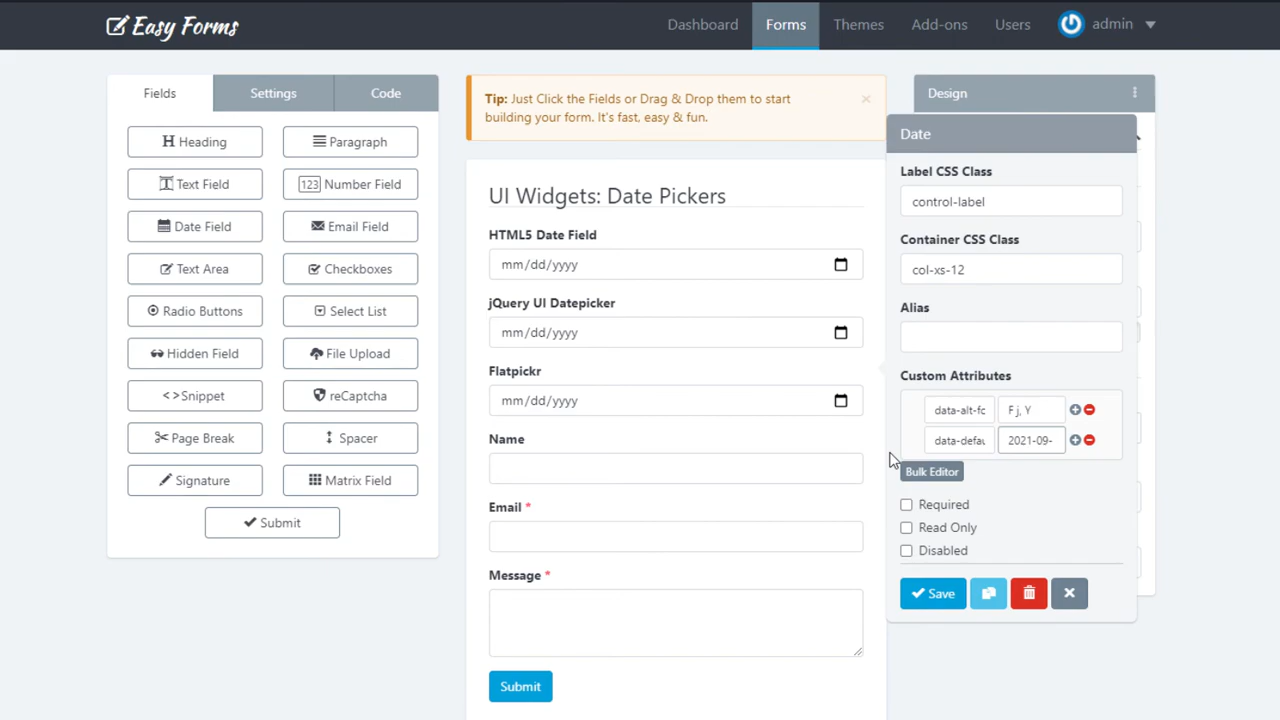 Easy Forms
Dashboard
Forms
Themes
Add-ons
Users
admin
Fields
Settings
Code
Heading
Paragraph
Text Field
123 Number Field
Date Field
Email Field
Text Area
Checkboxes
Radio Buttons
Select List
Hidden Field
File Upload
<> Snippet
reCaptcha
Page Break
Spacer
Signature
Matrix Field
Submit
Tip: Just Click the Fields or Drag & Drop them to start
building your form. It's fast, easy & fun.
UI Widgets: Date Pickers
HTML5 Date Field
mm/dd/yyyy
jQuery UI Datepicker
mm/dd/yyyy
Flatpickr
mm/dd/yyyy
Name
Email *
Message *
Submit
Design
Date
Label CSS Class
control-label
Container CSS Class
col-xs-12
Alias
Custom Attributes
data-alt-fc
F j, Y
data-defau
2021-09-
Bulk Editor
Required
Read Only
Disabled
Save